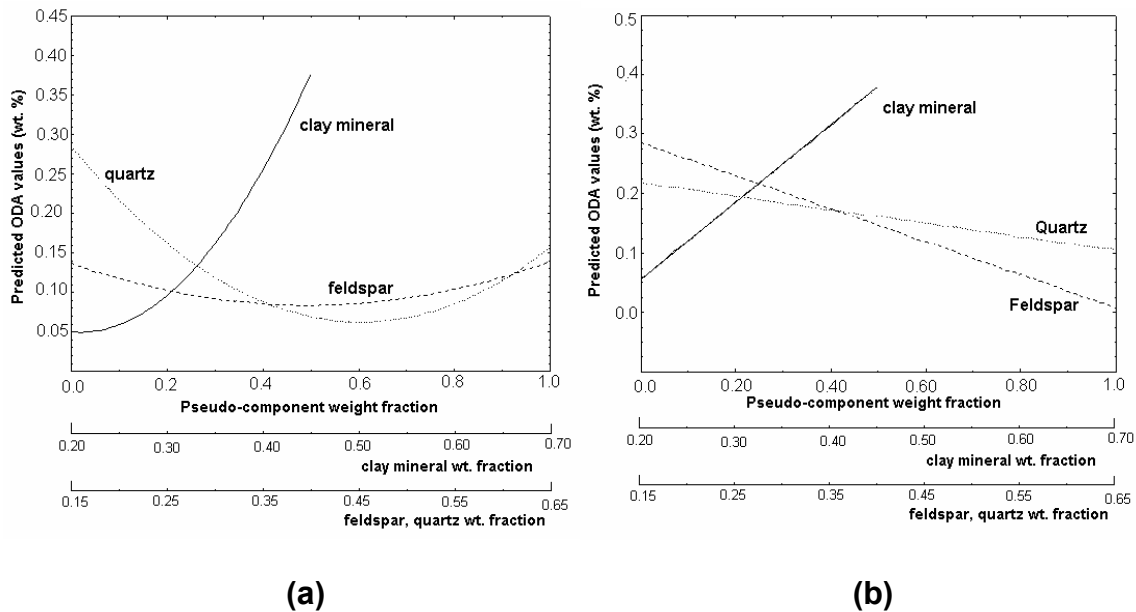 0.45
0.40
0.35
0.30
0.25
0.20
0.15
0.10
0.05
Predicted ODA values (wt. %)
clay mineral
quartz
feldspar
0.0 0.2 0.4 0.6 0.8 1.0
Pseudo-component weight fraction
0.20 0.30 0.40 0.50 0.60 0.70
clay mineral wt. fraction
0.15 0.25 0.35 0.45 0.55 0.65
feldspar, quartz wt. fraction
(a)
0.5
0.4
0.3
0.2
0.1
0.0
Predicted ODA values (wt. %)
clay mineral
Quartz
Feldspar
0.0 0.20 0.40 0.60 0.80 1.0
Pseudo-component weight fraction
0.20 0.30 0.40 0.50 0.60 0.70
clay mineral wt. fraction
0.15 0.25 0.35 0.45 0.55 0.65
feldspar, quartz wt. fraction
(b)